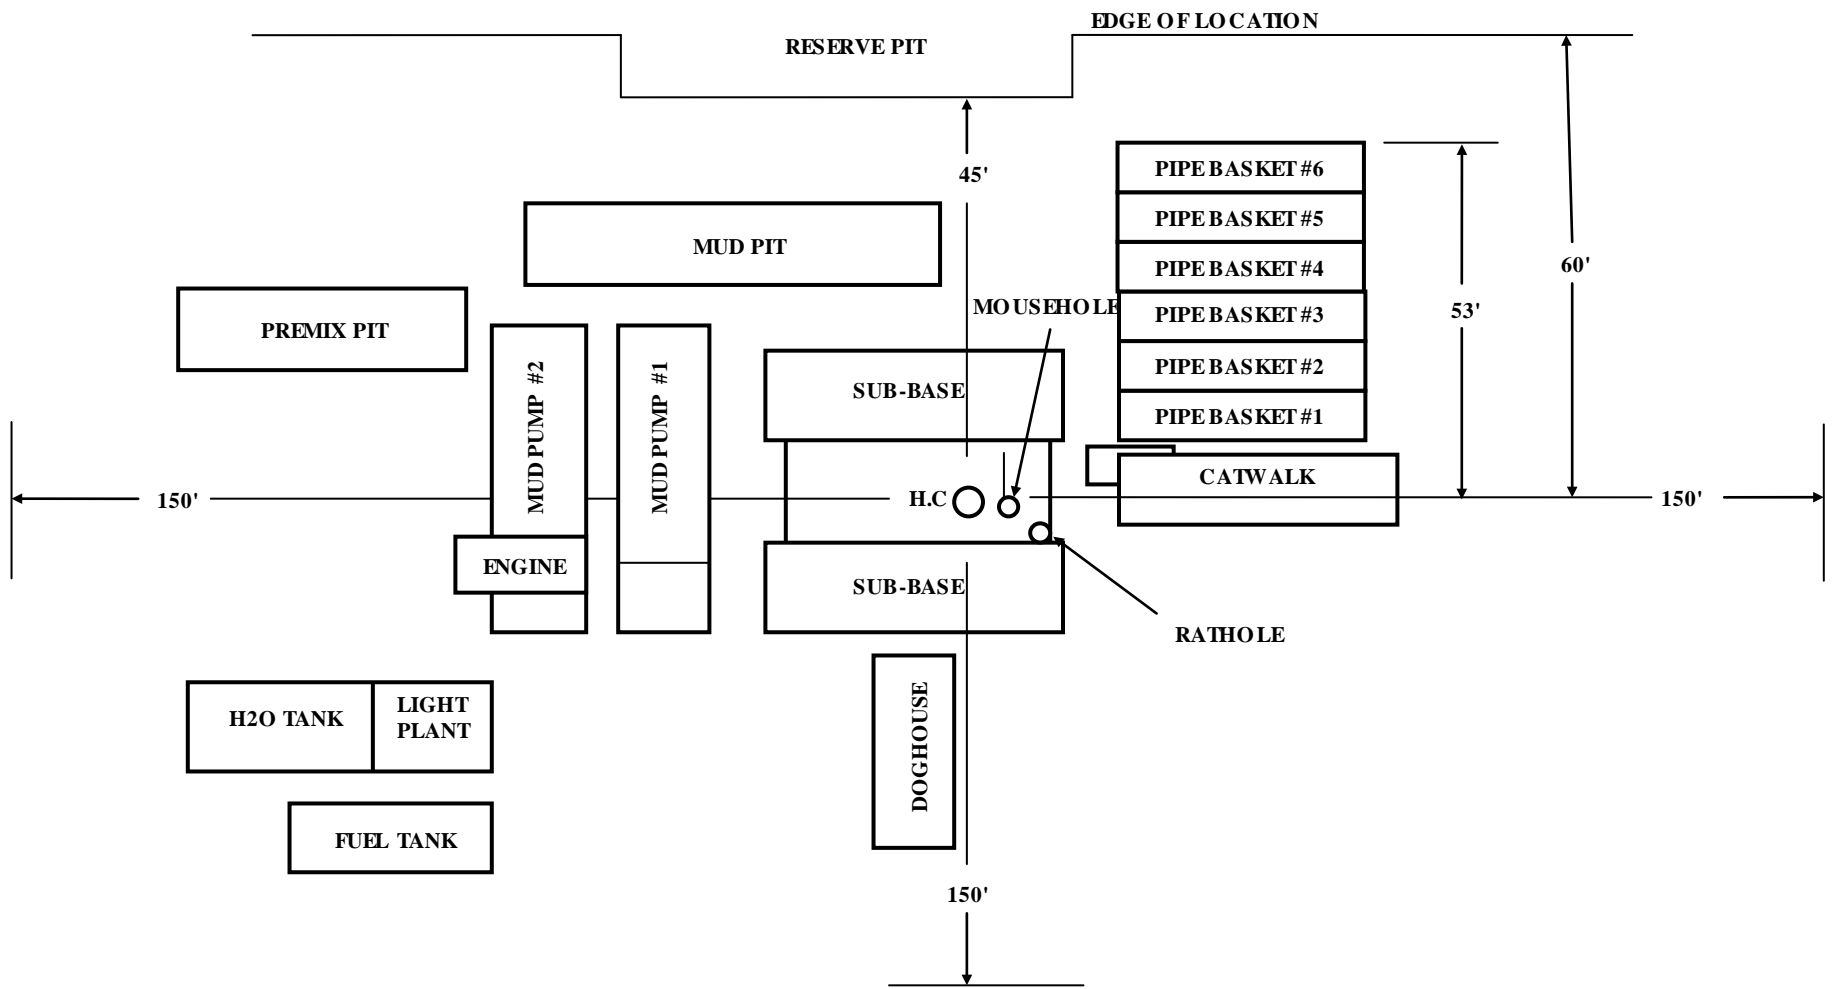 EDGE OF LOCATION
RESERVE PIT
45'
PIPE BASKET #6
PIPE BASKET #5
PIPE BASKET #4
PIPE BASKET #3
PIPE BASKET #2
PIPE BASKET #1
60'
53'
MUD PIT
MOUSEHOLE
PREMIX PIT
MUD PUMP #2
MUD PUMP #1
SUB-BASE
150'
H.C
CATWALK
150'
ENGINE
SUB-BASE
RATHOLE
H2O TANK
LIGHT
PLANT
DOGHOUSE
FUEL TANK
150'